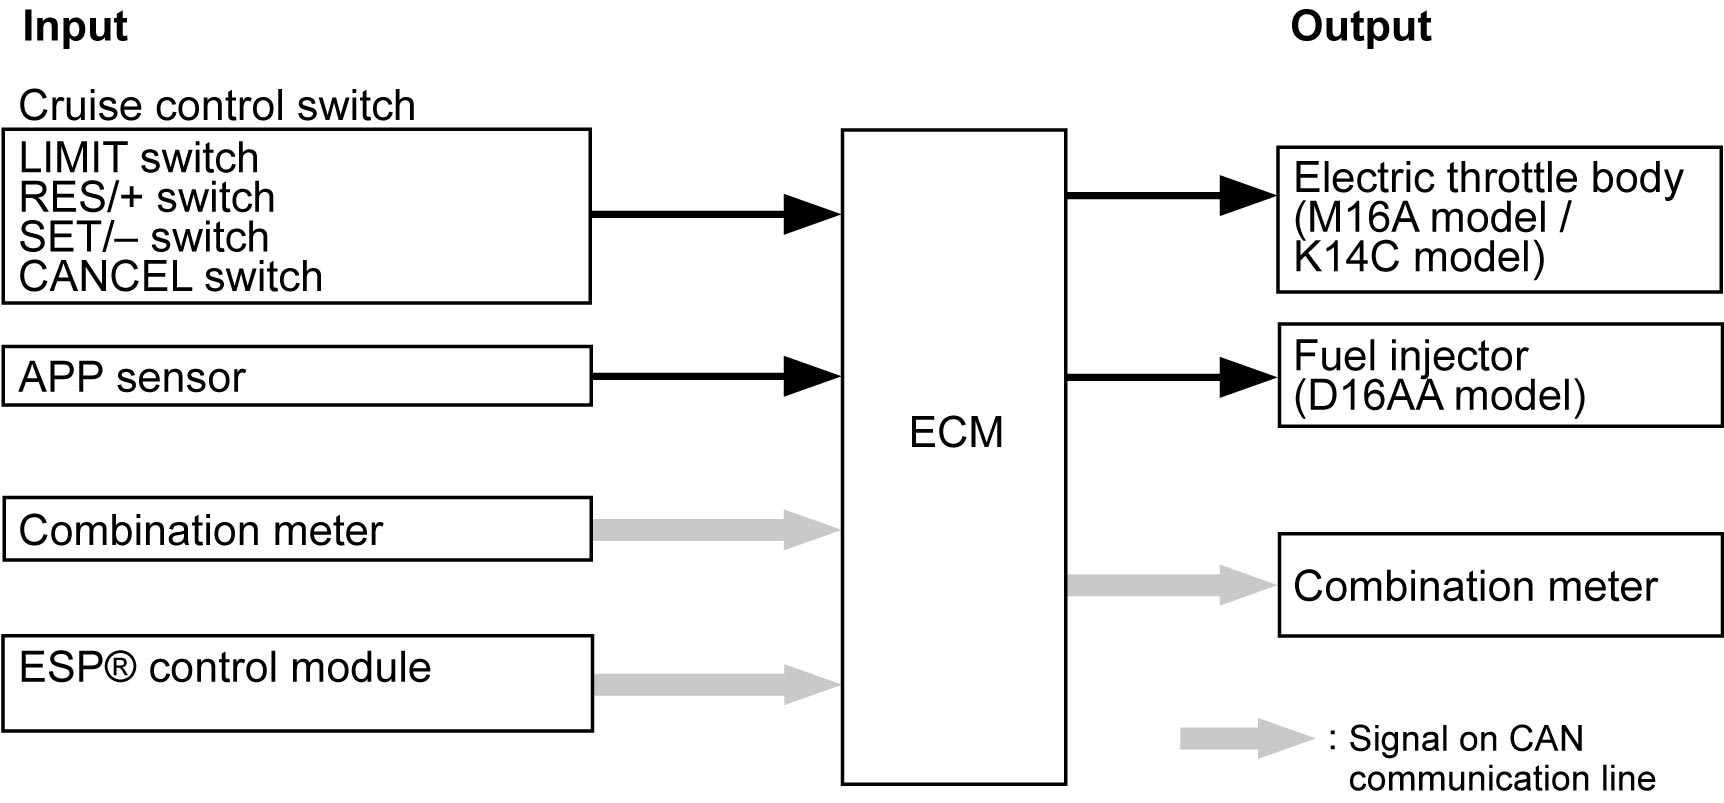 Input
Output
Cruise control switch
LIMIT switch
RES/+ switch
SET/– switch
CANCEL switch
APP sensor
Combination meter
ESP® control module
ECM
Electric throttle body
(M16A model /
K14C model)
Fuel injector
(D16AA model)
Combination meter
: Signal on CAN
communication line